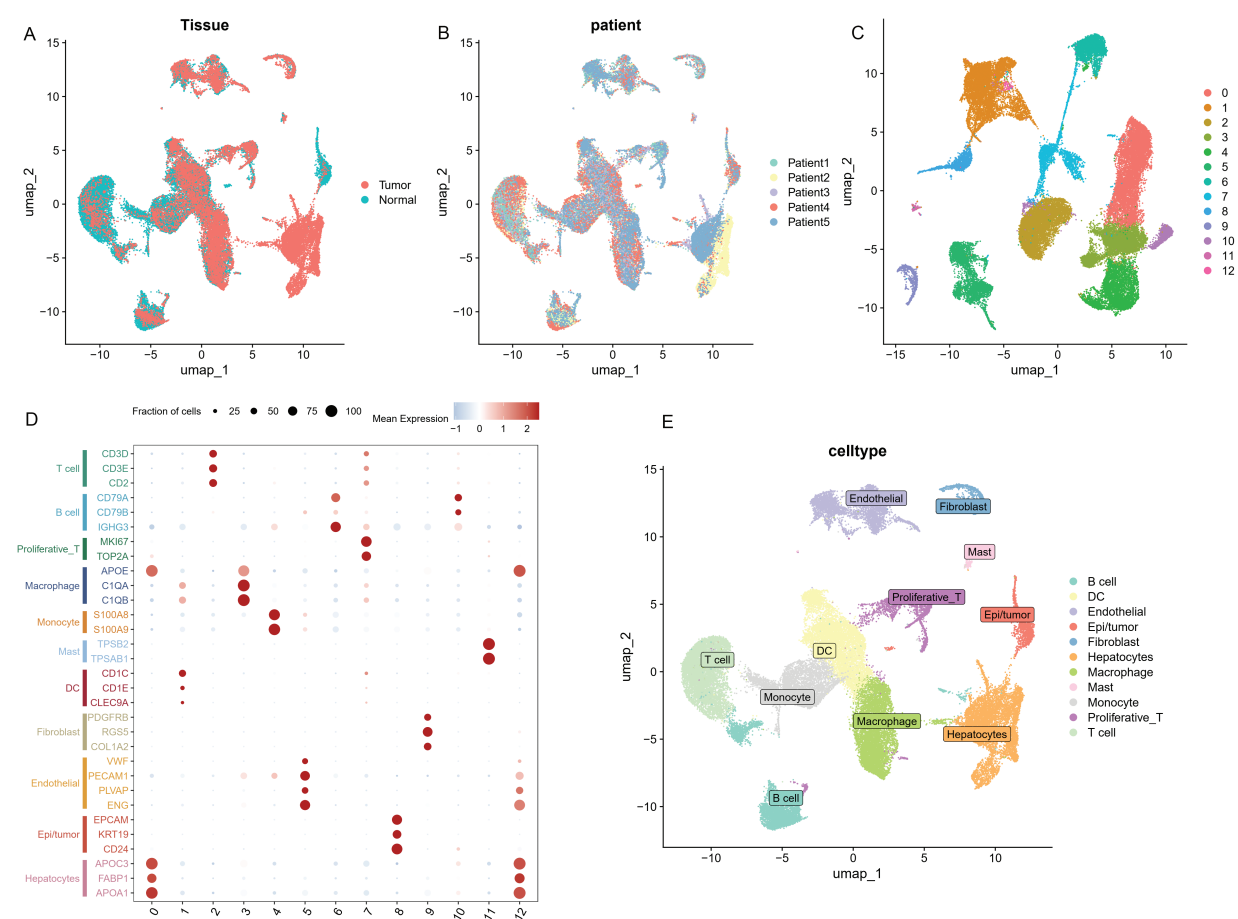 A
Tissue
15
10
5
0
−5
−10
umap_2
−10
−5
0
5
10
umap_1
Tumor
Normal
B
patient
15
10
5
0
−5
−10
umap_2
−10
−5
0
5
10
umap_1
Patient1
Patient2
Patient3
Patient4
Patient5
C
10
5
0
−5
−10
umap_2
−15
−10
−5
0
5
10
umap_1
0
1
2
3
4
5
6
7
8
9
10
11
12
D
Fraction of cells 25 50 75 100
Mean Expression −1 0 1 2
T cell
CD3D
CD3E
CD2
B cell
CD79A
CD79B
IGHG3
Proliferative_T
MKI67
TOP2A
Macrophage
APOE
C1QA
C1QB
Monocyte
S100A8
S100A9
Mast
TPSB2
TPSAB1
DC
CD1C
CD1E
CLEC9A
Fibroblast
PDGFRB
RGS5
COL1A2
Endothelial
VWF
PECAM1
PLVAP
ENG
Epi/tumor
EPCAM
KRT19
CD24
Hepatocytes
APOC3
FABP1
APOA1
0 1 2 3 4 5 6 7 8 9 10 11 12
E
celltype
15
10
5
0
−5
−10
umap_2
−10
−5
0
5
10
umap_1
Endothelial
Fibroblast
Mast
Proliferative_T
Epi/tumor
T cell
DC
Monocyte
Macrophage
Hepatocytes
B cell
B cell
DC
Endothelial
Epi/tumor
Fibroblast
Hepatocytes
Macrophage
Mast
Monocyte
Proliferative_T
T cell